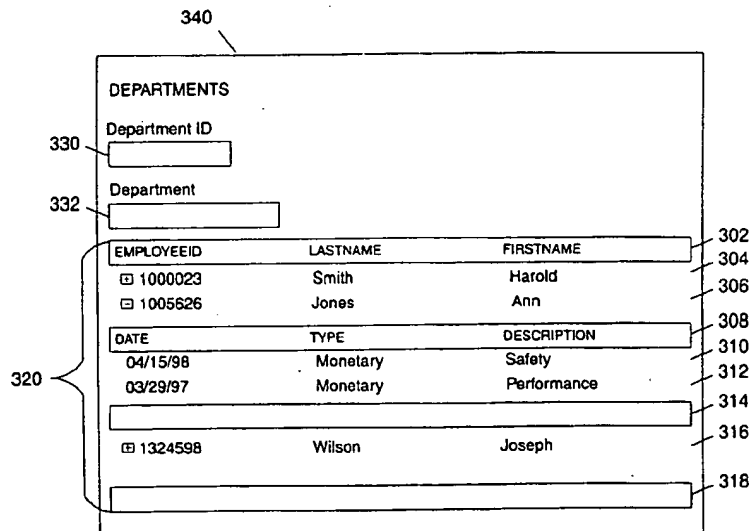 340
DEPARTMENTS
Department ID
330
Department
332
EMPLOYEEID LASTNAME FIRSTNAME 302
⊞ 1000023 Smith Harold 304
⊟ 1005626 Jones Ann 306
DATE TYPE DESCRIPTION 308
04/15/98 Monetary Safety 310
320
03/29/97 Monetary Performance 312
314
⊞ 1324598 Wilson Joseph 316
318